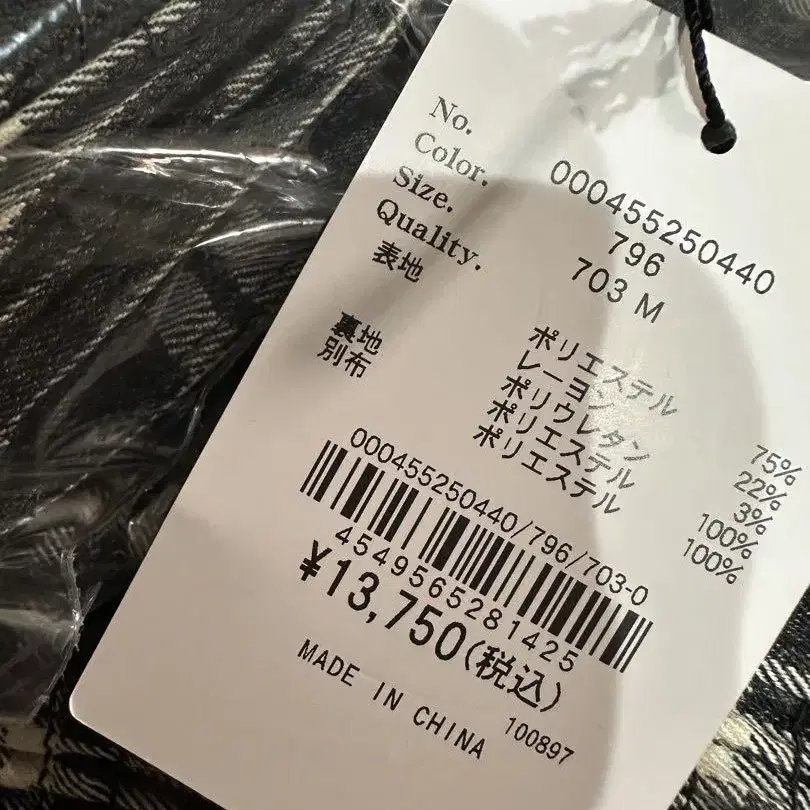 No. 000455250440
Color. 796
Size. 703 M
Quality.
表地 ポリエステル 75%
レーヨン 22%
ポリウレタン 3%
裏地 ポリエステル 100%
別布 ポリエステル 100%
000455250440/796/703-0
4549565281425
¥13,750(税込)
MADE IN CHINA
100897